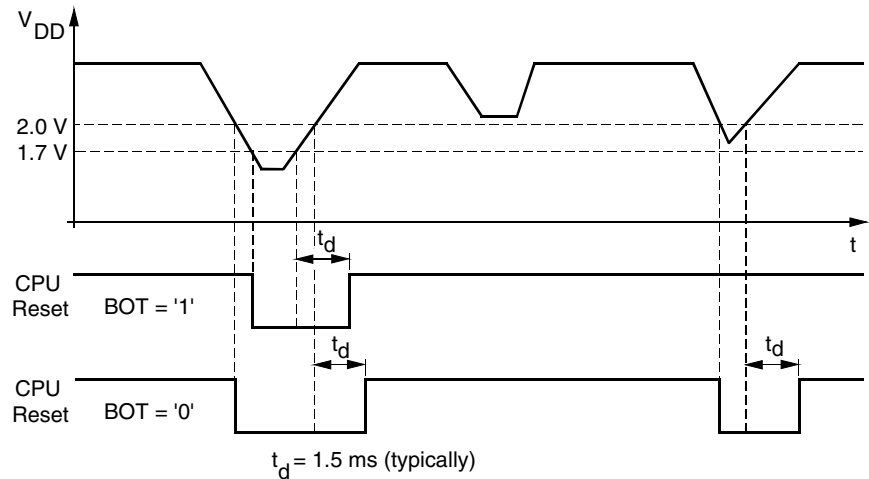 VDD
2.0 V
1.7 V
t
td
CPU
Reset
BOT = '1'
td
td
CPU
Reset
BOT = '0'
td = 1.5 ms (typically)